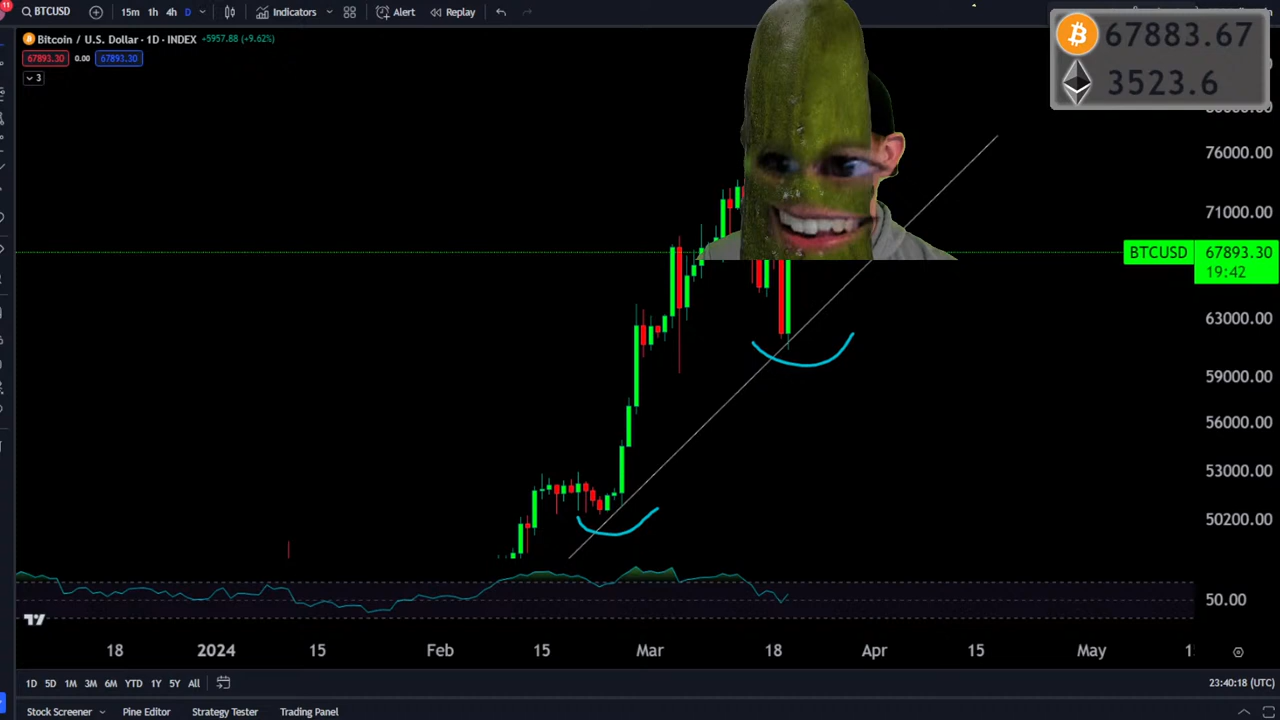 11
BTCUSD
15m 1h 4h D
Indicators
Alert
Replay
Bitcoin / U.S. Dollar · 1D · INDEX +5957.88 (+9.62%)
67893.30 0.00 67893.30
3
67883.67
3523.6
76000.00
71000.00
BTCUSD 67893.30
19:42
63000.00
59000.00
56000.00
53000.00
50200.00
50.00
18 2024 15 Feb 15 Mar 18 Apr 15 May
1D 5D 1M 3M 6M YTD 1Y 5Y All
23:40:18 (UTC)
Stock Screener Pine Editor Strategy Tester Trading Panel